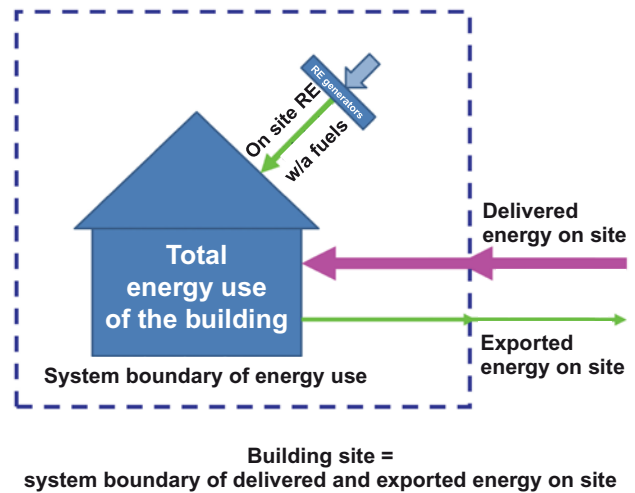 RE generators
On site RE
w/a fuels
Delivered
energy on site
Total
energy use
of the building
Exported
energy on site
System boundary of energy use
Building site =
system boundary of delivered and exported energy on site